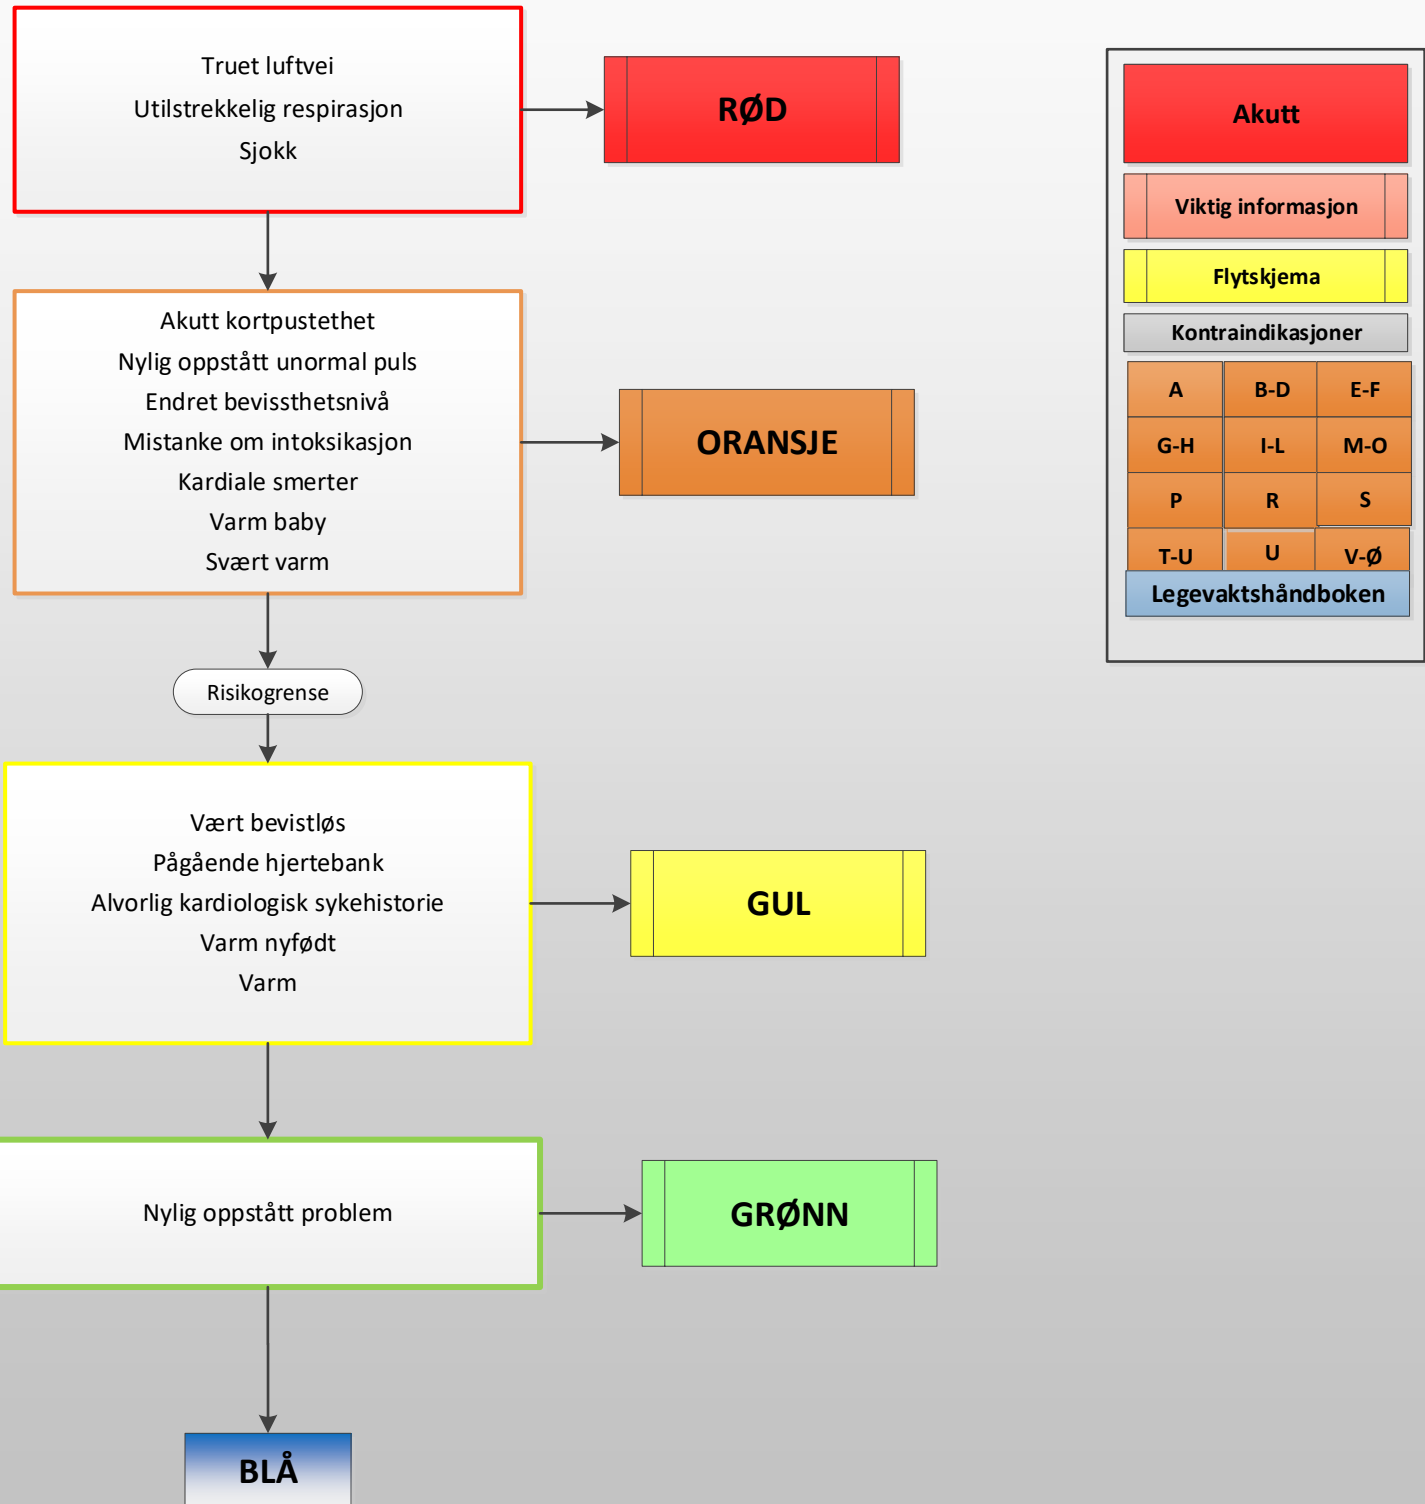 Truet luftvei
Utilstrekkelig respirasjon
Sjokk
RØD
Akutt kortpustethet
Nylig oppstått unormal puls
Endret bevissthetsnivå
Mistanke om intoksikasjon
Kardiale smerter
Varm baby
Svært varm
ORANSJE
Risikogrense
Vært bevistløs
Pågående hjertebank
Alvorlig kardiologisk sykehistorie
Varm nyfødt
Varm
GUL
Nylig oppstått problem
GRØNN
BLÅ
Akutt
Viktig informasjon
Flytskjema
Kontraindikasjoner
A B-D E-F
G-H I-L M-O
P R S
T-U U V-Ø
Legevaktshåndboken